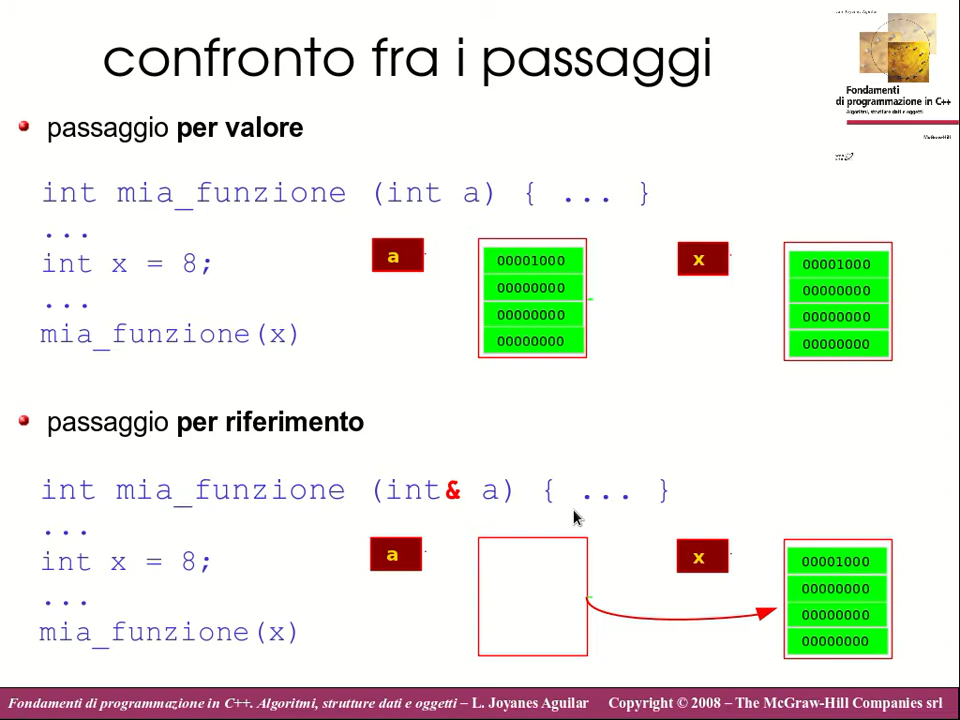 confronto fra i passaggi
Fondamenti
di programmazione in C++
Algoritmi, strutture dati e oggetti
McGraw-Hill
passaggio per valore
int mia_funzione (int a) { ... }
...
int x = 8;
...
mia_funzione(x)
a
00001000
00000000
00000000
00000000
x
00001000
00000000
00000000
00000000
passaggio per riferimento
int mia_funzione (int& a) { ... }
...
int x = 8;
...
mia_funzione(x)
a
x
00001000
00000000
00000000
00000000
Fondamenti di programmazione in C++. Algoritmi, strutture dati e oggetti – L. Joyanes Aguilar Copyright © 2008 – The McGraw-Hill Companies srl